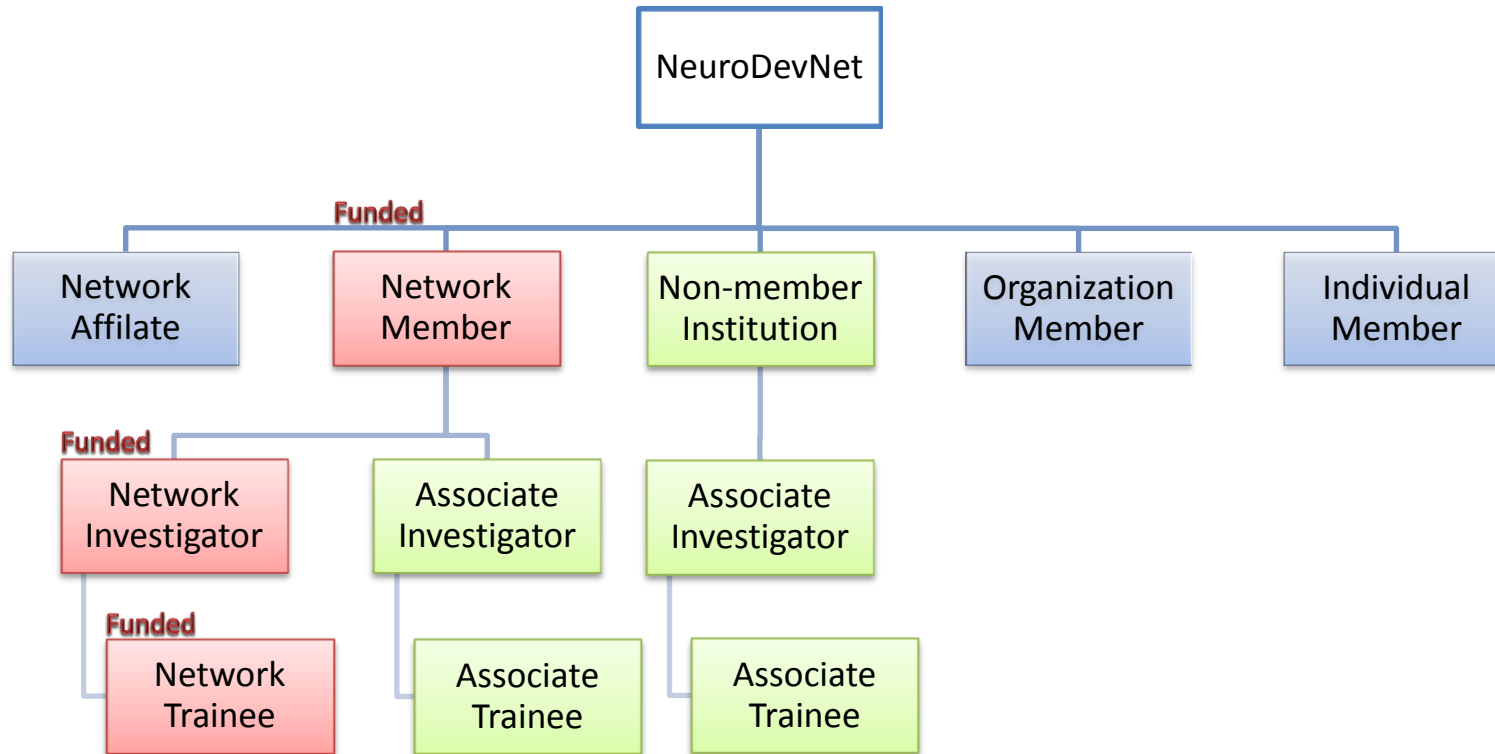 NeuroDevNet
Funded
Network
Affilate
Network
Member
Non-member
Institution
Organization
Member
Individual
Member
Funded
Network
Investigator
Associate
Investigator
Associate
Investigator
Funded
Network
Trainee
Associate
Trainee
Associate
Trainee